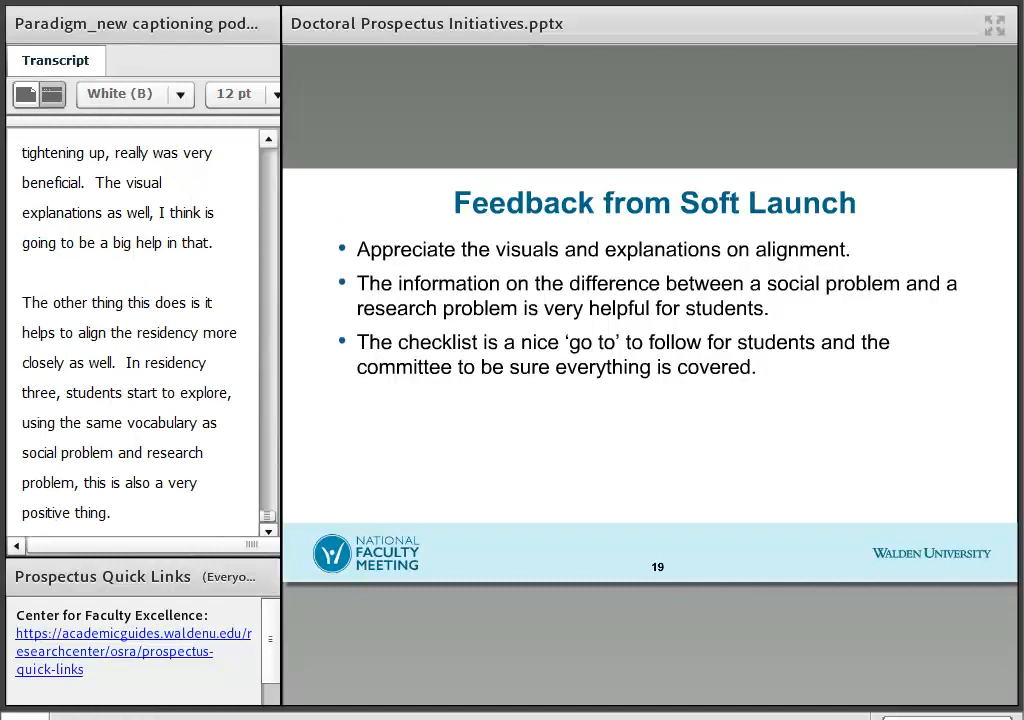 Paradigm_new captioning pod...
Transcript
White (B)
12 pt
tightening up, really was very
beneficial. The visual
explanations as well, I think is
going to be a big help in that.
The other thing this does is it
helps to align the residency more
closely as well. In residency
three, students start to explore,
using the same vocabulary as
social problem and research
problem, this is also a very
positive thing.
Prospectus Quick Links (Everyo...
Center for Faculty Excellence:
https://academicguides.waldenu.edu/r
esearchcenter/osra/prospectus-
quick-links
Doctoral Prospectus Initiatives.pptx
Feedback from Soft Launch
• Appreciate the visuals and explanations on alignment.
• The information on the difference between a social problem and a
research problem is very helpful for students.
• The checklist is a nice ‘go to’ to follow for students and the
committee to be sure everything is covered.
NATIONAL
FACULTY
MEETING
19
WALDEN UNIVERSITY